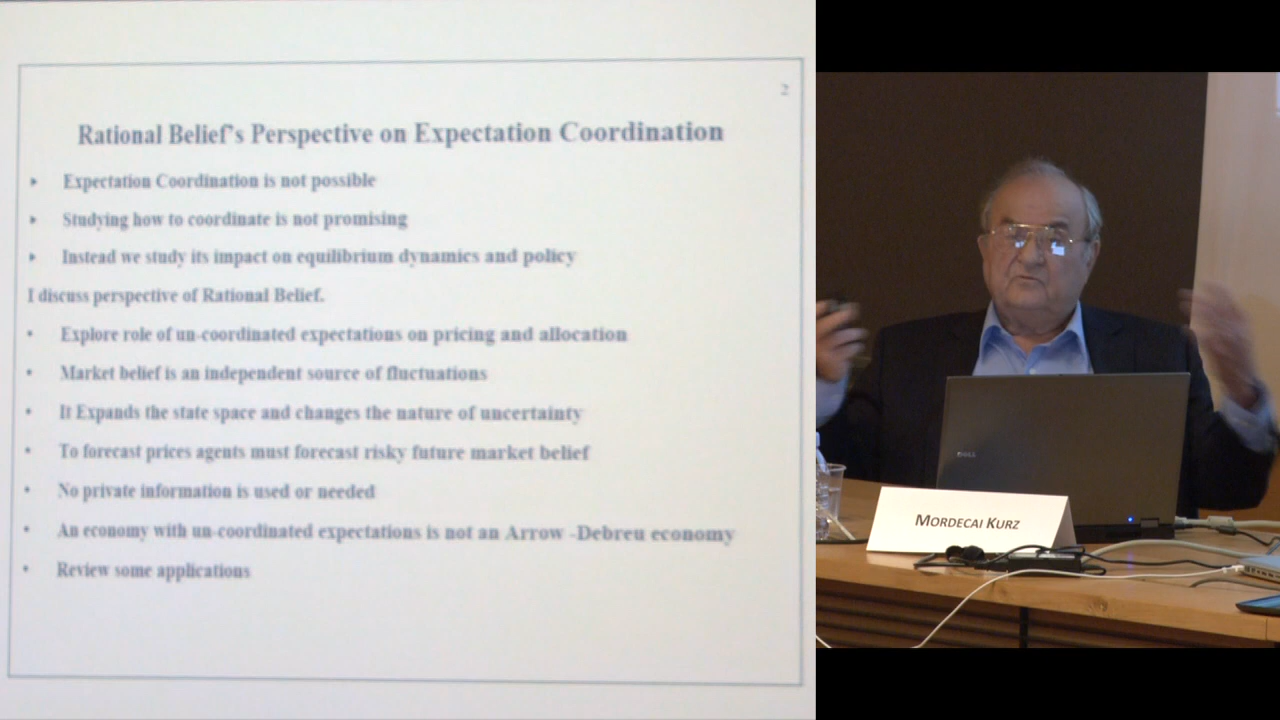 2
Rational Belief's Perspective on Expectation Coordination
Expectation Coordination is not possible
Studying how to coordinate is not promising
Instead we study its impact on equilibrium dynamics and policy
I discuss perspective of Rational Belief.
• Explore role of un-coordinated expectations on pricing and allocation
• Market belief is an independent source of fluctuations
• It Expands the state space and changes the nature of uncertainty
• To forecast prices agents must forecast risky future market belief
• No private information is used or needed
• An economy with un-coordinated expectations is not an Arrow -Debreu economy
• Review some applications
DELL
MORDECAI KURZ